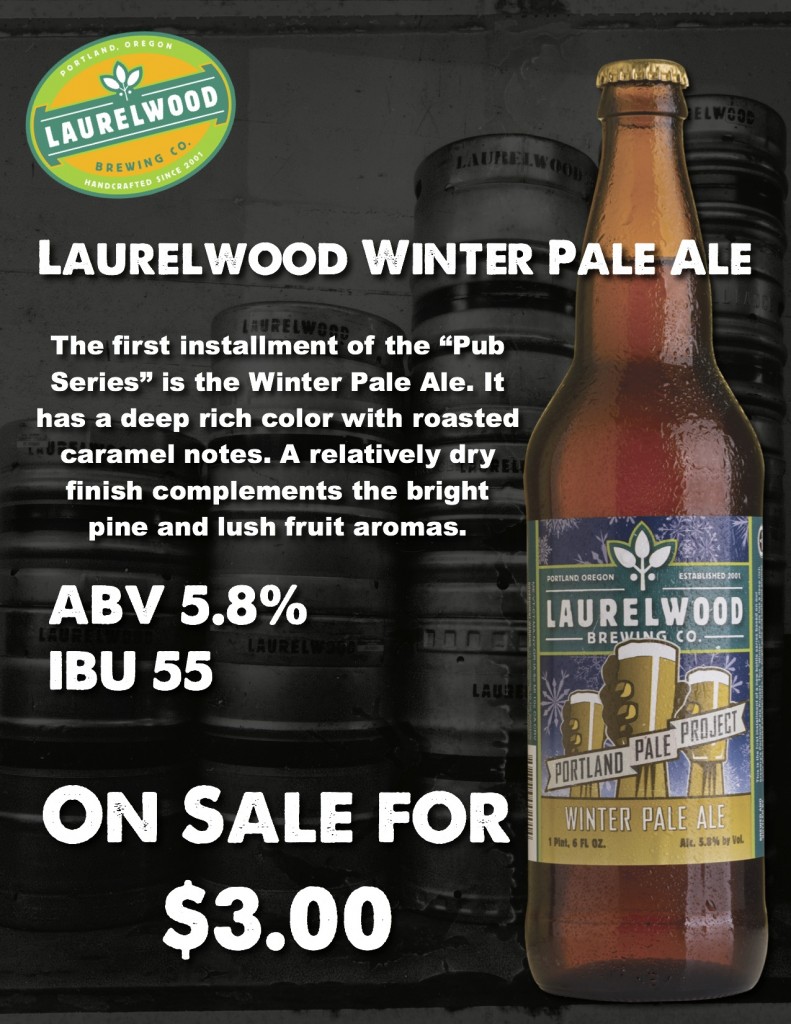 PORTLAND, OREGON
LAURELWOOD
BREWING CO.
HANDCRAFTED SINCE 2001
LAURELWOOD
LAURELWOOD WINTER PALE ALE
LAURELWOOD
The first installment of the “Pub
Series” is the Winter Pale Ale. It
has a deep rich color with roasted
caramel notes. A relatively dry
finish complements the bright
pine and lush fruit aromas.
ABV 5.8%
IBU 55
ON SALE FOR
$3.00
PORTLAND OREGON
ESTABLISHED 2001
LAURELWOOD
BREWING CO.
PORTLAND PALE PROJECT
WINTER PALE ALE
1 Pint, 6 FL OZ.
Alc. 5.8% by Vol.